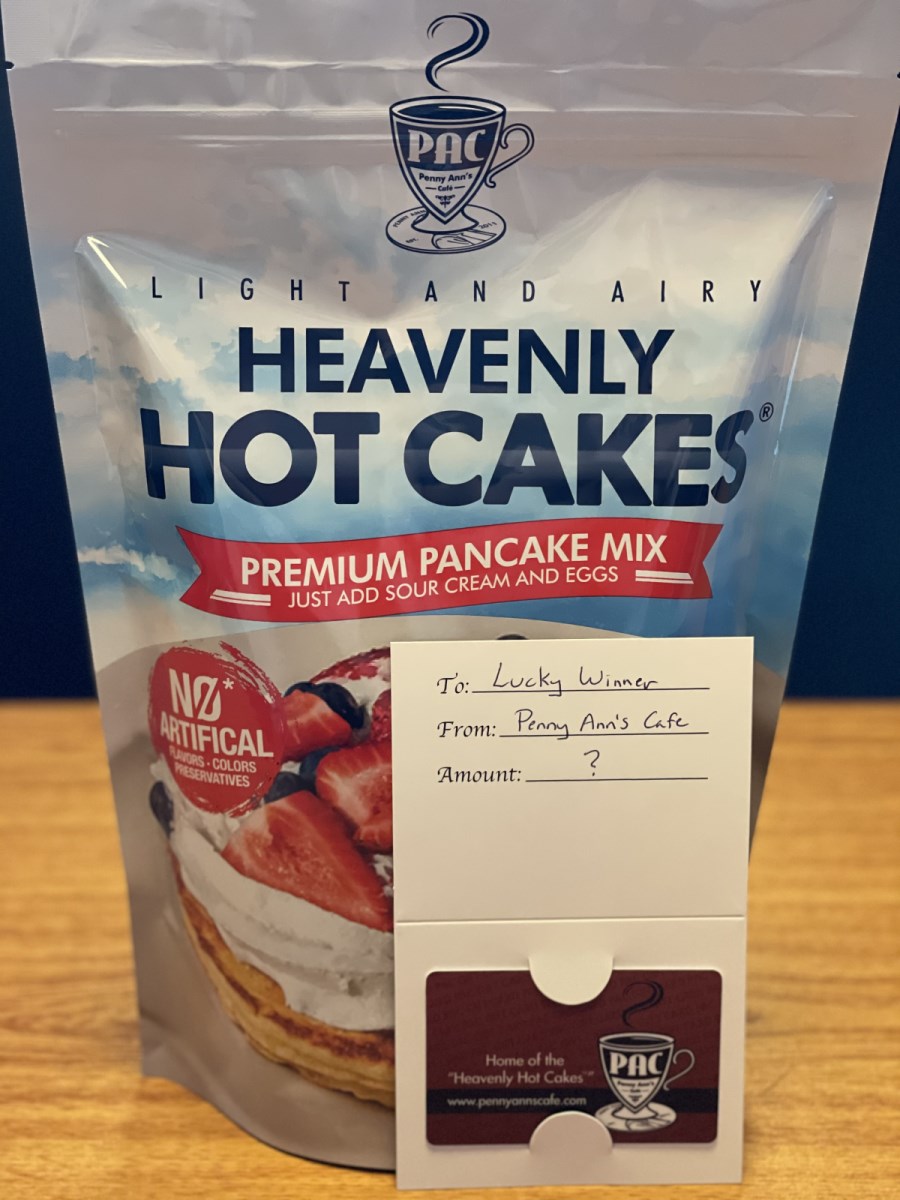 PAC
Penny Ann's
Café
LIGHT AND AIRY
HEAVENLY
HOT CAKES®
PREMIUM PANCAKE MIX
JUST ADD SOUR CREAM AND EGGS
NØ*
ARTIFICAL
FLAVORS · COLORS
PRESERVATIVES
To: Lucky Winner
From: Penny Ann's Cafe
Amount: ?
Home of the
"Heavenly Hot Cakes"
www.pennyannscafe.com
PAC
Penny Ann's
Café